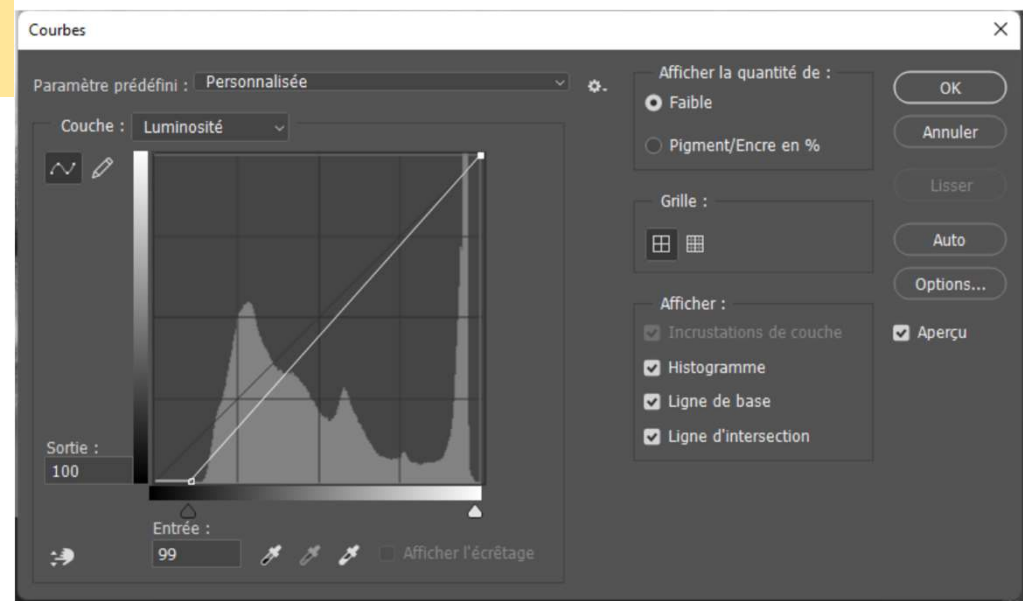 Courbes
Paramètre prédéfini : Personnalisée
Couche : Luminosité
Sortie :
100
Entrée :
99
Afficher l'écrêtage
Afficher la quantité de :
Faible
Pigment/Encre en %
Grille :
Afficher :
Incrustations de couche
Histogramme
Ligne de base
Ligne d'intersection
OK
Annuler
Lisser
Auto
Options...
Aperçu